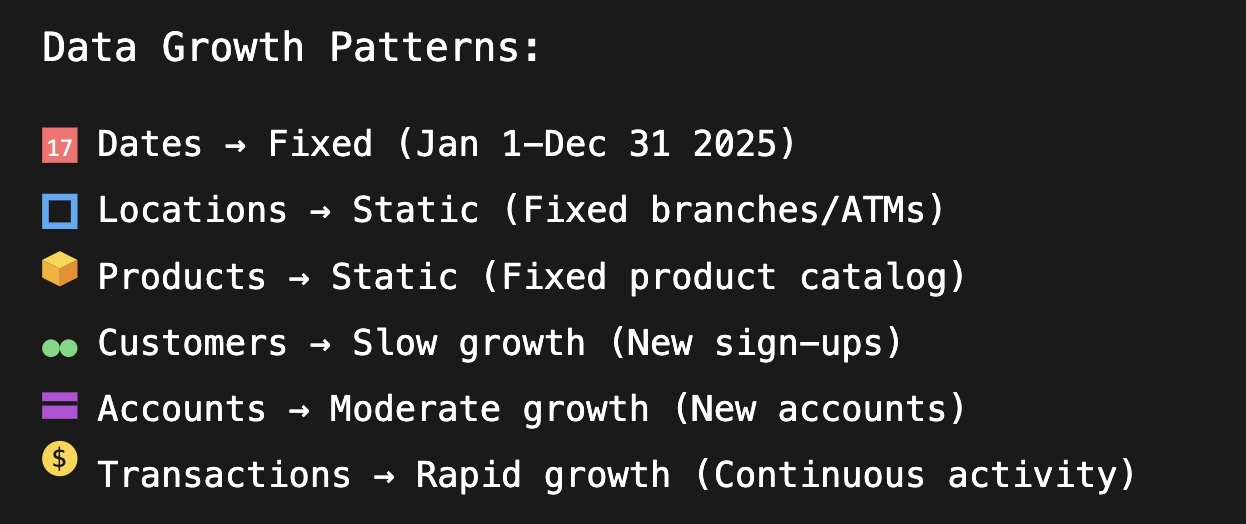 Data Growth Patterns:
17 Dates → Fixed (Jan 1–Dec 31 2025)
Locations → Static (Fixed branches/ATMs)
Products → Static (Fixed product catalog)
Customers → Slow growth (New sign-ups)
Accounts → Moderate growth (New accounts)
$ Transactions → Rapid growth (Continuous activity)